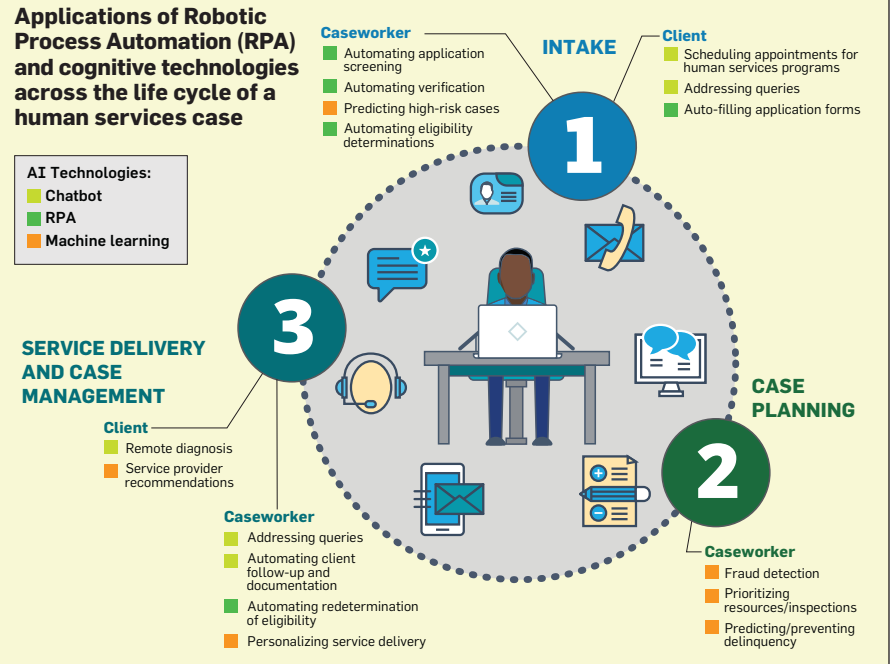 Applications of Robotic
Process Automation (RPA)
and cognitive technologies
across the life cycle of a
human services case
AI Technologies:
Chatbot
RPA
Machine learning
INTAKE
1
Caseworker
Automating application
screening
Automating verification
Predicting high-risk cases
Automating eligibility
determinations
Client
Scheduling appointments for
human services programs
Addressing queries
Auto-filling application forms
CASE
PLANNING
2
Caseworker
Fraud detection
Prioritizing
resources/inspections
Predicting/preventing
delinquency
3
SERVICE DELIVERY
AND CASE
MANAGEMENT
Client
Remote diagnosis
Service provider
recommendations
Caseworker
Addressing queries
Automating client
follow-up and
documentation
Automating redetermination
of eligibility
Personalizing service delivery